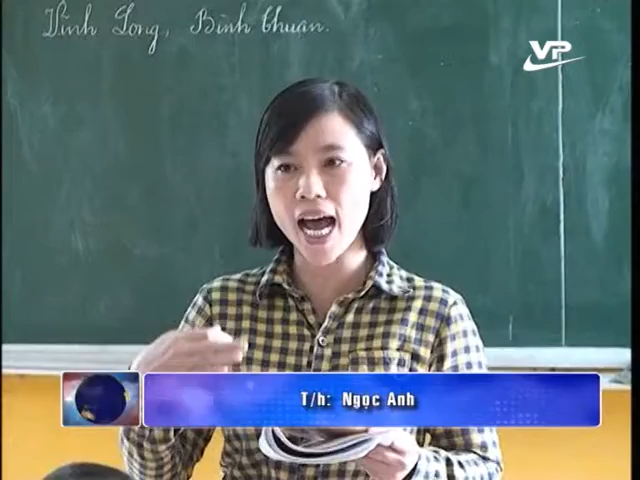 Vĩnh Long, Bình Thuận.
VP
T/h: Ngọc Anh